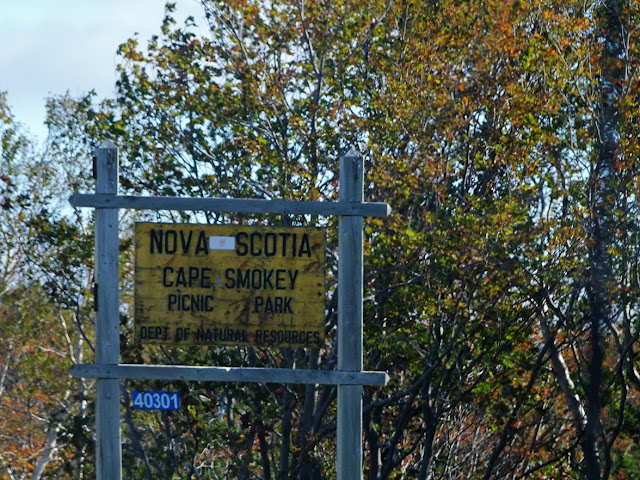 NOVA SCOTIA
CAPE SMOKEY
PICNIC PARK
DEPT OF NATURAL RESOURCES
40301